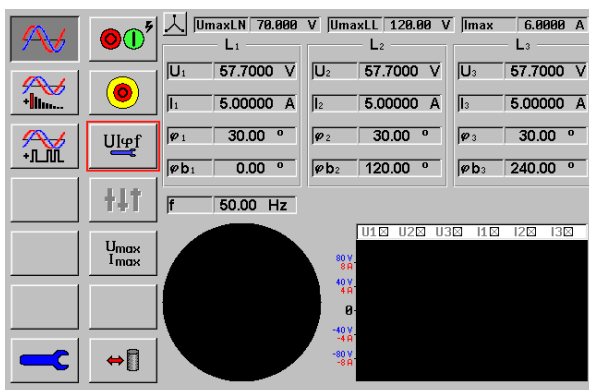 UmaxLN 70.000 V UmaxLL 120.00 V Imax 6.0000 A
L1 L2 L3
U1 57.7000 V U2 57.7000 V U3 57.7000 V
I1 5.00000 A I2 5.00000 A I3 5.00000 A
φ1 30.00 º φ2 30.00 º φ3 30.00 º
φb1 0.00 º φb2 120.00 º φb3 240.00 º
UIφf
f 50.00 Hz
U1 U2 U3 I1 I2 I3
Umax
Imax
80 V
8 A
40 V
4 A
0
-40 V
-4 A
-80 V
-8 A